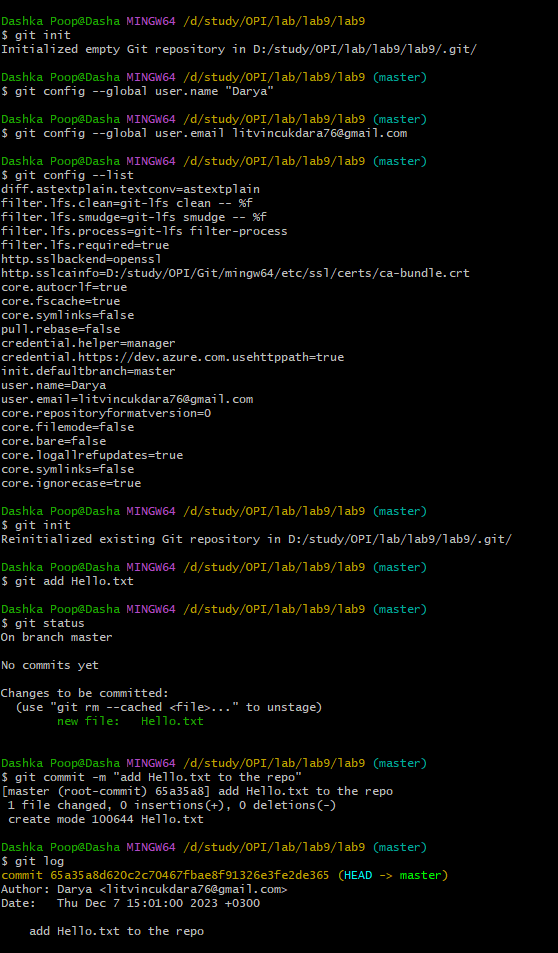 Dashka Poop@Dasha MINGW64 /d/study/OPI/lab/lab9/lab9
$ git init
Initialized empty Git repository in D:/study/OPI/lab/lab9/lab9/.git/
Dashka Poop@Dasha MINGW64 /d/study/OPI/lab/lab9/lab9 (master)
$ git config --global user.name "Darya"
Dashka Poop@Dasha MINGW64 /d/study/OPI/lab/lab9/lab9 (master)
$ git config --global user.email litvincukdara76@gmail.com
Dashka Poop@Dasha MINGW64 /d/study/OPI/lab/lab9/lab9 (master)
$ git config --list
diff.astextplain.textconv=astextplain
filter.lfs.clean=git-lfs clean -- %f
filter.lfs.smudge=git-lfs smudge -- %f
filter.lfs.process=git-lfs filter-process
filter.lfs.required=true
http.sslbackend=openssl
http.sslcainfo=D:/study/OPI/Git/mingw64/etc/ssl/certs/ca-bundle.crt
core.autocrlf=true
core.fscache=true
core.symlinks=false
pull.rebase=false
credential.helper=manager
credential.https://dev.azure.com.usehttppath=true
init.defaultbranch=master
user.name=Darya
user.email=litvincukdara76@gmail.com
core.repositoryformatversion=0
core.filemode=false
core.bare=false
core.logallrefupdates=true
core.symlinks=false
core.ignorecase=true
Dashka Poop@Dasha MINGW64 /d/study/OPI/lab/lab9/lab9 (master)
$ git init
Reinitialized existing Git repository in D:/study/OPI/lab/lab9/lab9/.git/
Dashka Poop@Dasha MINGW64 /d/study/OPI/lab/lab9/lab9 (master)
$ git add Hello.txt
Dashka Poop@Dasha MINGW64 /d/study/OPI/lab/lab9/lab9 (master)
$ git status
On branch master
No commits yet
Changes to be committed:
(use "git rm --cached <file>..." to unstage)
new file: Hello.txt
Dashka Poop@Dasha MINGW64 /d/study/OPI/lab/lab9/lab9 (master)
$ git commit -m "add Hello.txt to the repo"
[master (root-commit) 65a35a8] add Hello.txt to the repo
1 file changed, 0 insertions(+), 0 deletions(-)
create mode 100644 Hello.txt
Dashka Poop@Dasha MINGW64 /d/study/OPI/lab/lab9/lab9 (master)
$ git log
commit 65a35a8d620c2c70467fbae8f91326e3fe2de365 (HEAD -> master)
Author: Darya <litvincukdara76@gmail.com>
Date: Thu Dec 7 15:01:00 2023 +0300
add Hello.txt to the repo